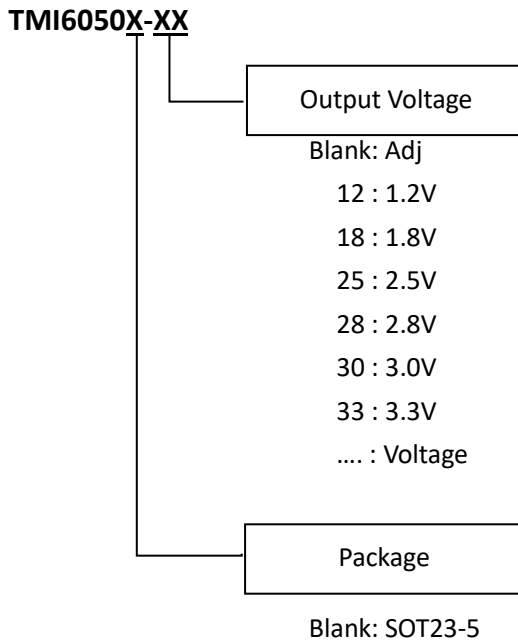 TMI6050X-XX
Output Voltage
Blank: Adj
12 : 1.2V
18 : 1.8V
25 : 2.5V
28 : 2.8V
30 : 3.0V
33 : 3.3V
.... : Voltage
Package
Blank: SOT23-5